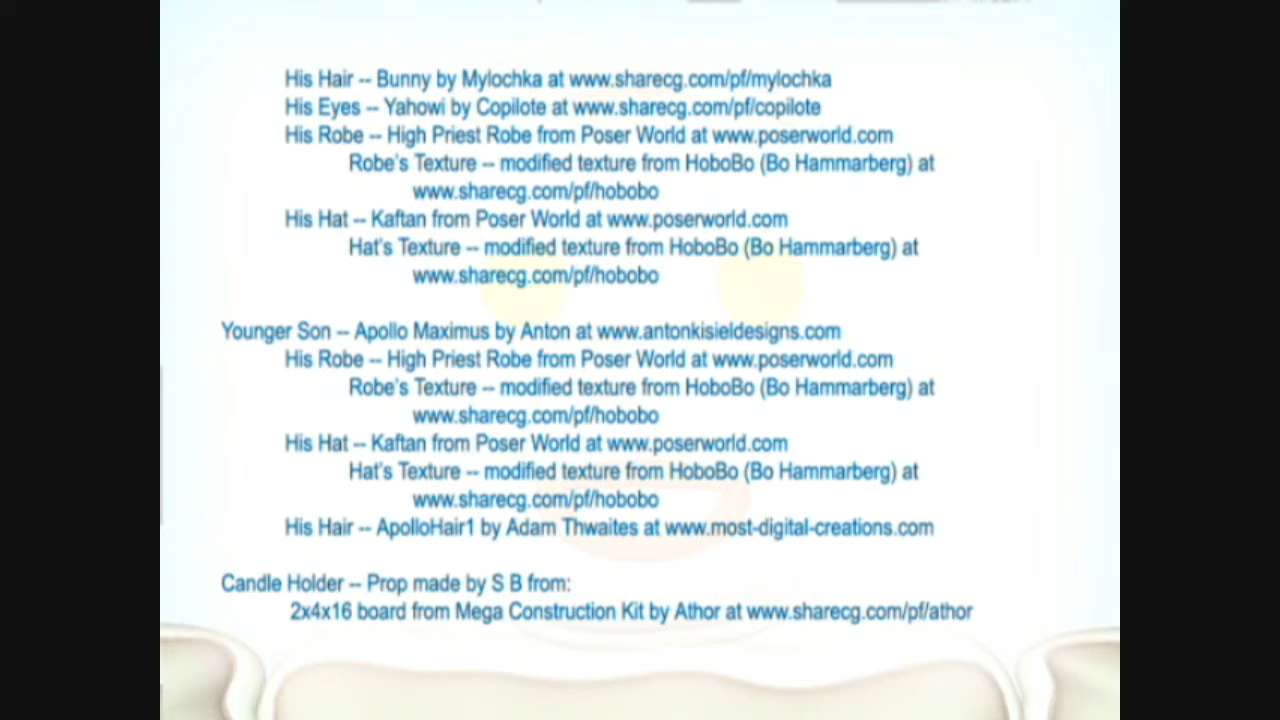 His Hair -- Bunny by Mylochka at www.sharecg.com/pf/mylochka
His Eyes -- Yahowi by Copilote at www.sharecg.com/pf/copilote
His Robe -- High Priest Robe from Poser World at www.poserworld.com
Robe's Texture -- modified texture from HoboBo (Bo Hammarberg) at
www.sharecg.com/pf/hobobo
His Hat -- Kaftan from Poser World at www.poserworld.com
Hat's Texture -- modified texture from HoboBo (Bo Hammarberg) at
www.sharecg.com/pf/hobobo
Younger Son -- Apollo Maximus by Anton at www.antonkisieldesigns.com
His Robe -- High Priest Robe from Poser World at www.poserworld.com
Robe's Texture -- modified texture from HoboBo (Bo Hammarberg) at
www.sharecg.com/pf/hobobo
His Hat -- Kaftan from Poser World at www.poserworld.com
Hat's Texture -- modified texture from HoboBo (Bo Hammarberg) at
www.sharecg.com/pf/hobobo
His Hair -- ApolloHair1 by Adam Thwaites at www.most-digital-creations.com
Candle Holder -- Prop made by S B from:
2x4x16 board from Mega Construction Kit by Athor at www.sharecg.com/pf/athor